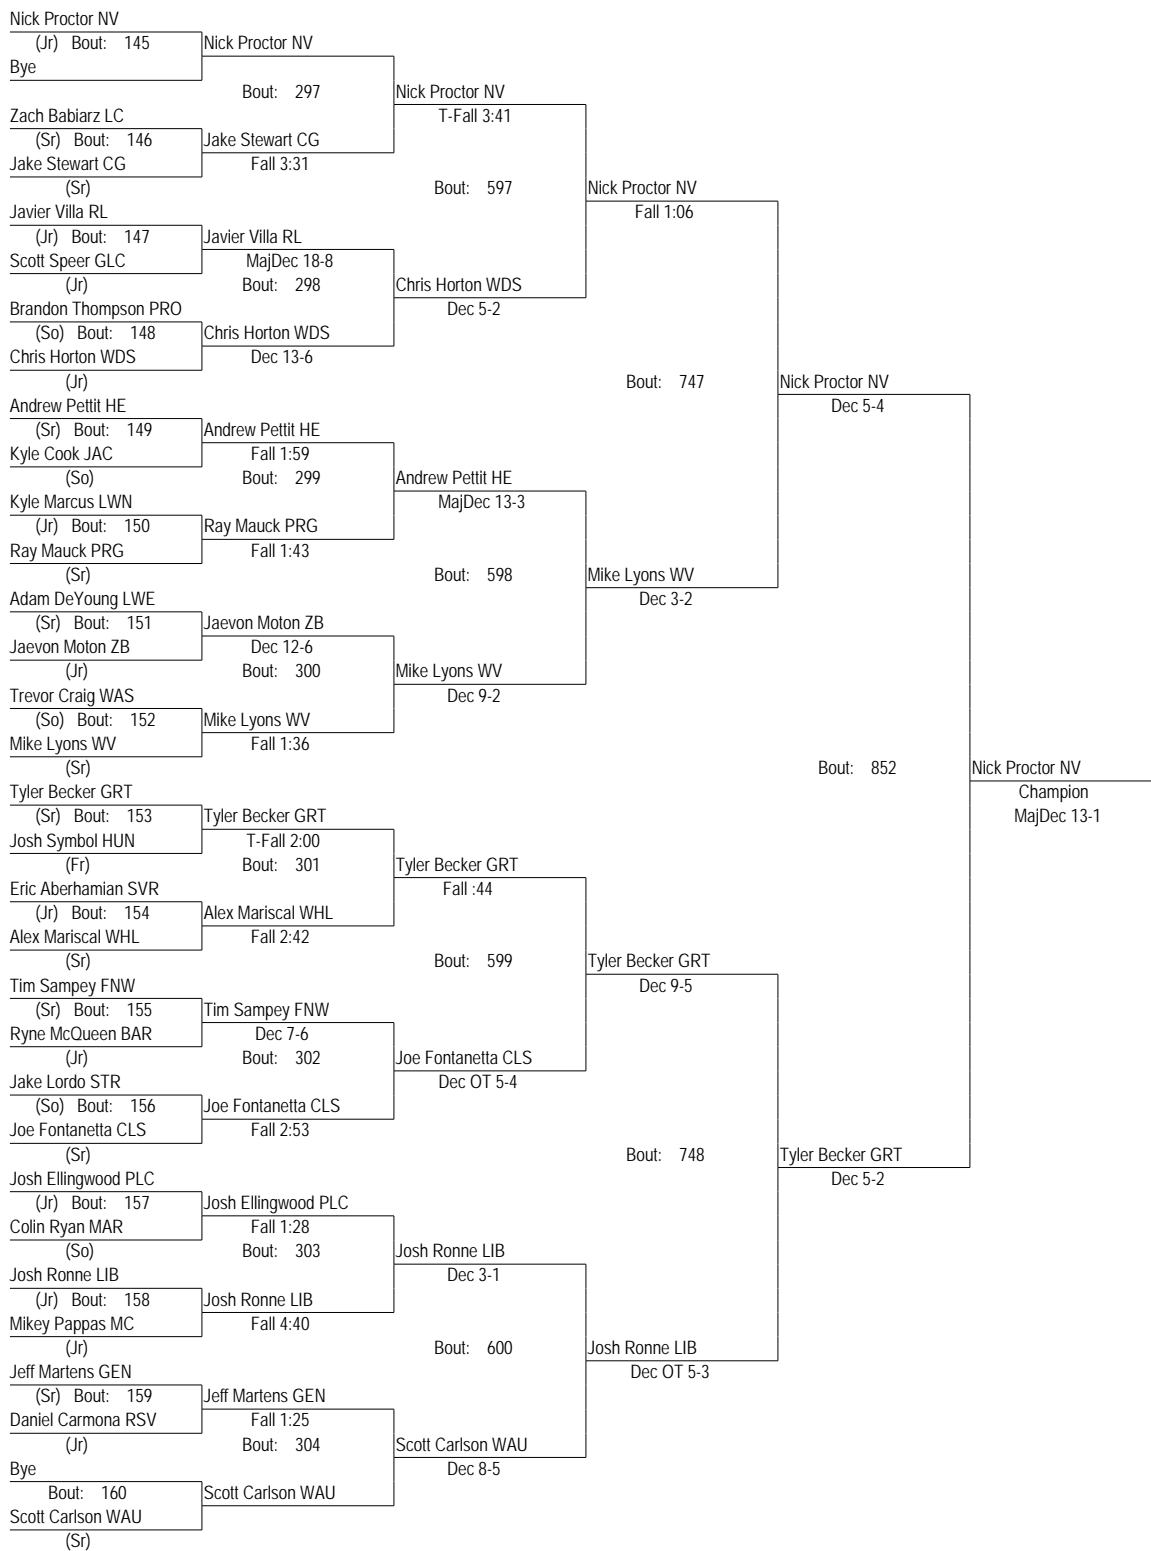 Nick Proctor NV
(Jr) Bout: 145 Nick Proctor NV
Bye
Bout: 297 Nick Proctor NV
Zach Babiarz LC T-Fall 3:41
(Sr) Bout: 146 Jake Stewart CG
Jake Stewart CG Fall 3:31
(Sr) Bout: 597 Nick Proctor NV
Javier Villa RL Fall 1:06
(Jr) Bout: 147 Javier Villa RL
Scott Speer GLC MajDec 18-8
(Jr) Bout: 298 Chris Horton WDS
Brandon Thompson PRO Dec 5-2
(So) Bout: 148 Chris Horton WDS
Chris Horton WDS Dec 13-6
(Jr) Bout: 747 Nick Proctor NV
Andrew Pettit HE Dec 5-4
(Sr) Bout: 149 Andrew Pettit HE
Kyle Cook JAC Fall 1:59
(So) Bout: 299 Andrew Pettit HE
Kyle Marcus LWN MajDec 13-3
(Jr) Bout: 150 Ray Mauck PRG
Ray Mauck PRG Fall 1:43
(Sr) Bout: 598 Mike Lyons WV
Adam DeYoung LWE Dec 3-2
(Sr) Bout: 151 Jaevon Moton ZB
Jaevon Moton ZB Dec 12-6
(Jr) Bout: 300 Mike Lyons WV
Trevor Craig WAS Dec 9-2
(So) Bout: 152 Mike Lyons WV
Mike Lyons WV Fall 1:36
(Sr) Bout: 852 Nick Proctor NV
Tyler Becker GRT Champion
(Sr) Bout: 153 Tyler Becker GRT MajDec 13-1
Josh Symbol HUN T-Fall 2:00
(Fr) Bout: 301 Tyler Becker GRT
Eric Aberhamian SVR Fall :44
(Jr) Bout: 154 Alex Mariscal WHL
Alex Mariscal WHL Fall 2:42
(Sr) Bout: 599 Tyler Becker GRT
Tim Sampey FNW Dec 9-5
(Sr) Bout: 155 Tim Sampey FNW
Ryne McQueen BAR Dec 7-6
(Jr) Bout: 302 Joe Fontanetta CLS
Jake Lordo STR Dec OT 5-4
(So) Bout: 156 Joe Fontanetta CLS
Joe Fontanetta CLS Fall 2:53
(Sr) Bout: 748 Tyler Becker GRT
Josh Ellingwood PLC Dec 5-2
(Jr) Bout: 157 Josh Ellingwood PLC
Colin Ryan MAR Fall 1:28
(So) Bout: 303 Josh Ronne LIB
Josh Ronne LIB Dec 3-1
(Jr) Bout: 158 Josh Ronne LIB
Mikey Pappas MC Fall 4:40
(Jr) Bout: 600 Josh Ronne LIB
Jeff Martens GEN Dec OT 5-3
(Sr) Bout: 159 Jeff Martens GEN
Daniel Carmona RSV Fall 1:25
(Jr) Bout: 304 Scott Carlson WAU
Bye Dec 8-5
Bout: 160 Scott Carlson WAU
Scott Carlson WAU
(Sr)